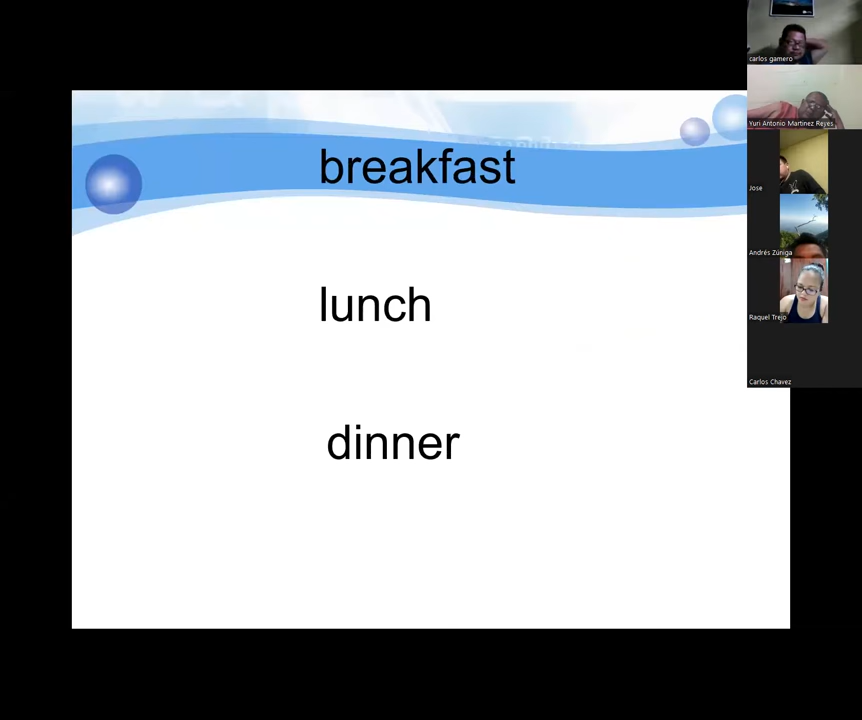 breakfast
lunch
dinner
carlos gamero
Yuri Antonio Martinez Reyes
Jose
Andrés Zúniga
Raquel Trejo
Carlos Chavez